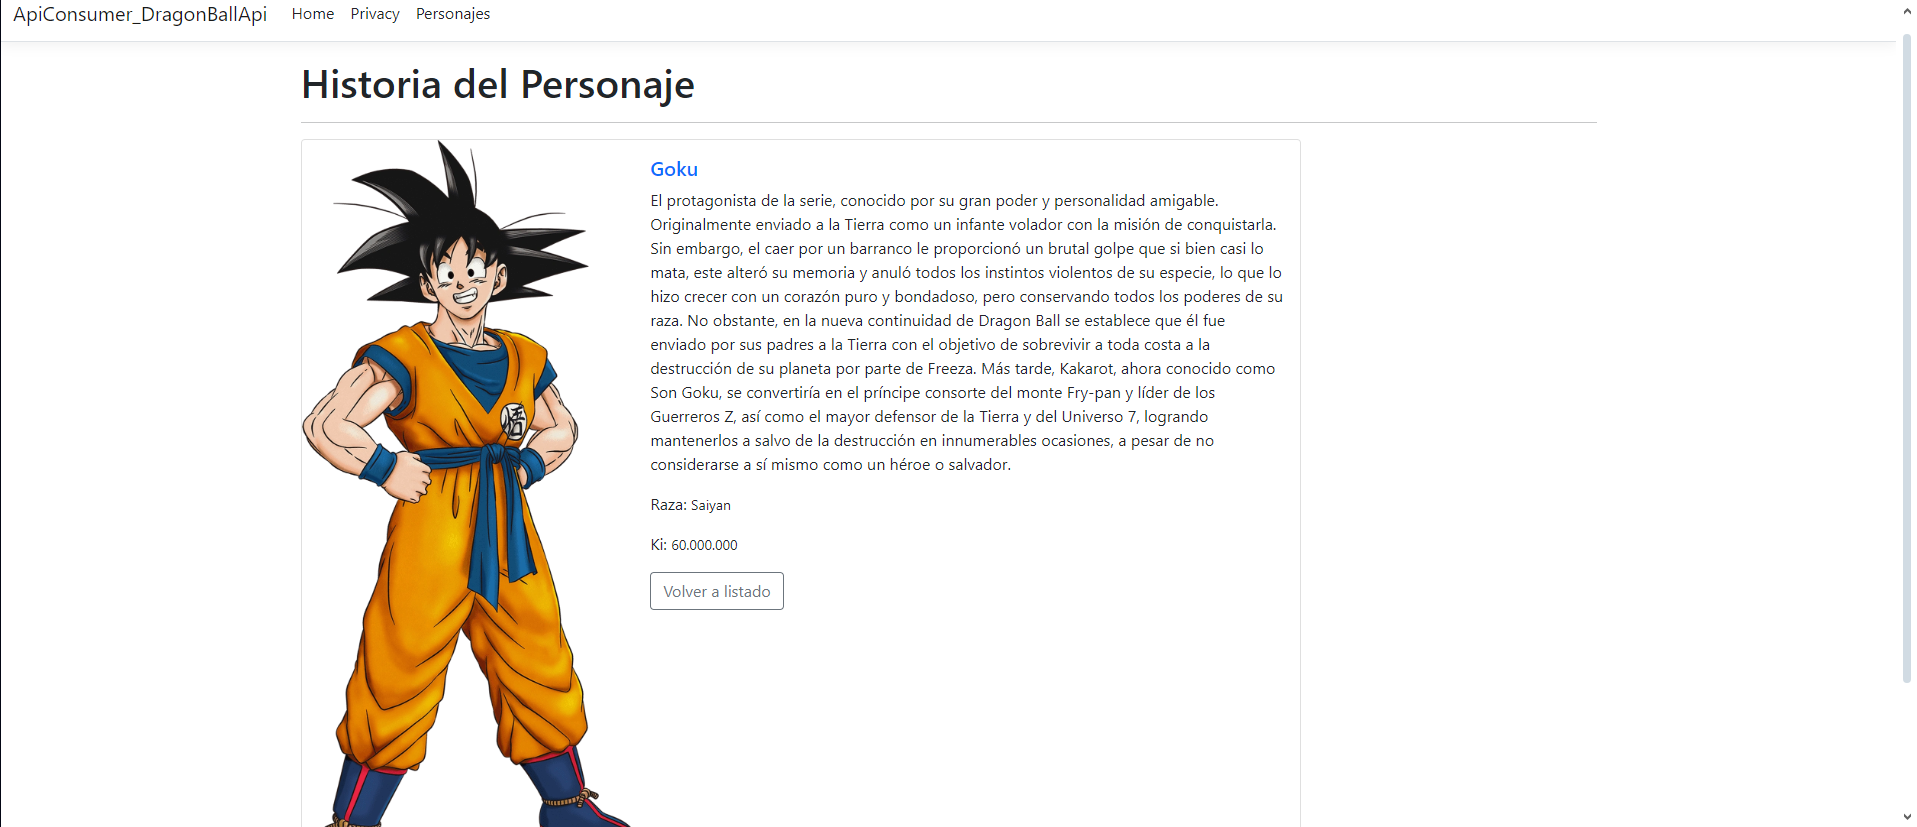 ApiConsumer_DragonBallApi Home Privacy Personajes
Historia del Personaje
Goku
El protagonista de la serie, conocido por su gran poder y personalidad amigable.
Originalmente enviado a la Tierra como un infante volador con la misión de conquistarla.
Sin embargo, el caer por un barranco le proporcionó un brutal golpe que si bien casi lo
mata, este alteró su memoria y anuló todos los instintos violentos de su especie, lo que lo
hizo crecer con un corazón puro y bondadoso, pero conservando todos los poderes de su
raza. No obstante, en la nueva continuidad de Dragon Ball se establece que él fue
enviado por sus padres a la Tierra con el objetivo de sobrevivir a toda costa a la
destrucción de su planeta por parte de Freeza. Más tarde, Kakarot, ahora conocido como
Son Goku, se convertiría en el príncipe consorte del monte Fry-pan y líder de los
Guerreros Z, así como el mayor defensor de la Tierra y del Universo 7, logrando
mantenerlos a salvo de la destrucción en innumerables ocasiones, a pesar de no
considerarse a sí mismo como un héroe o salvador.
Raza: Saiyan
Ki: 60.000.000
Volver a listado
悟